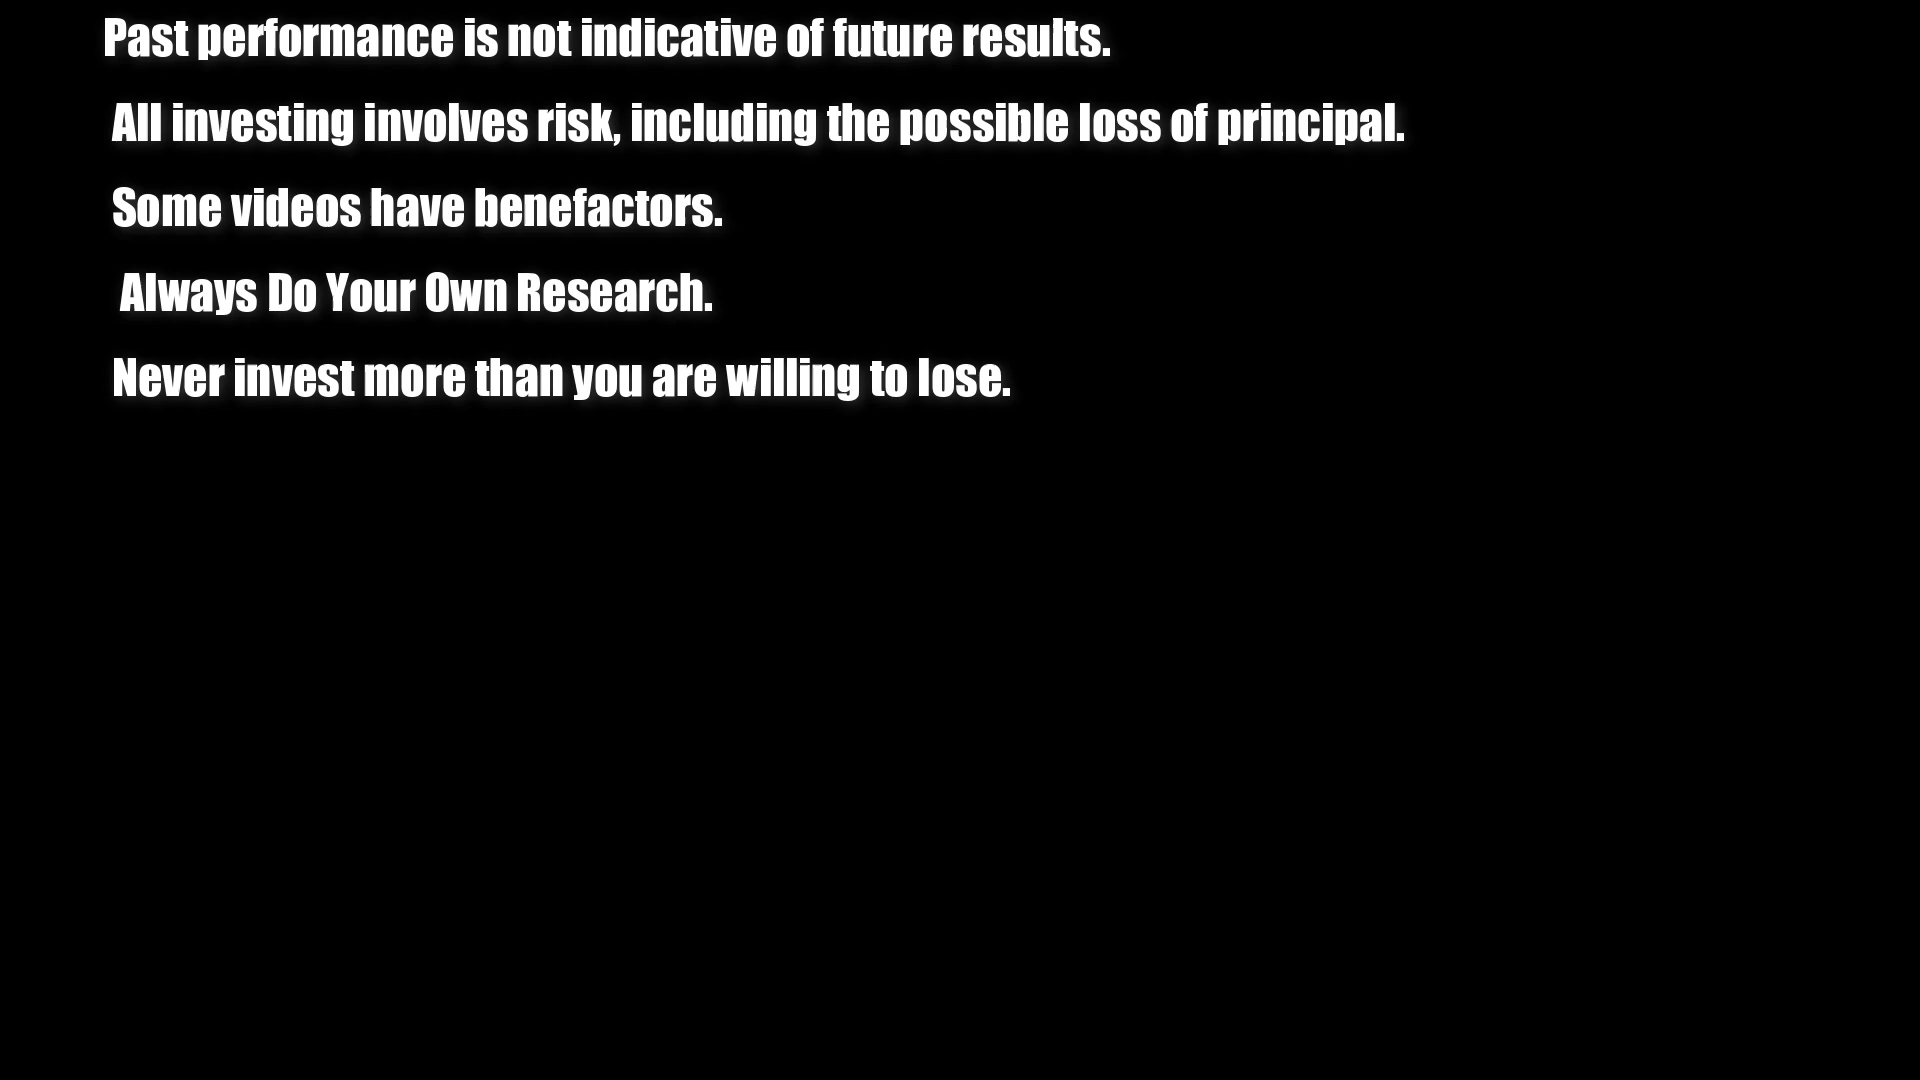 Past performance is not indicative of future results.
All investing involves risk, including the possible loss of principal.
Some videos have benefactors.
Always Do Your Own Research.
Never invest more than you are willing to lose.